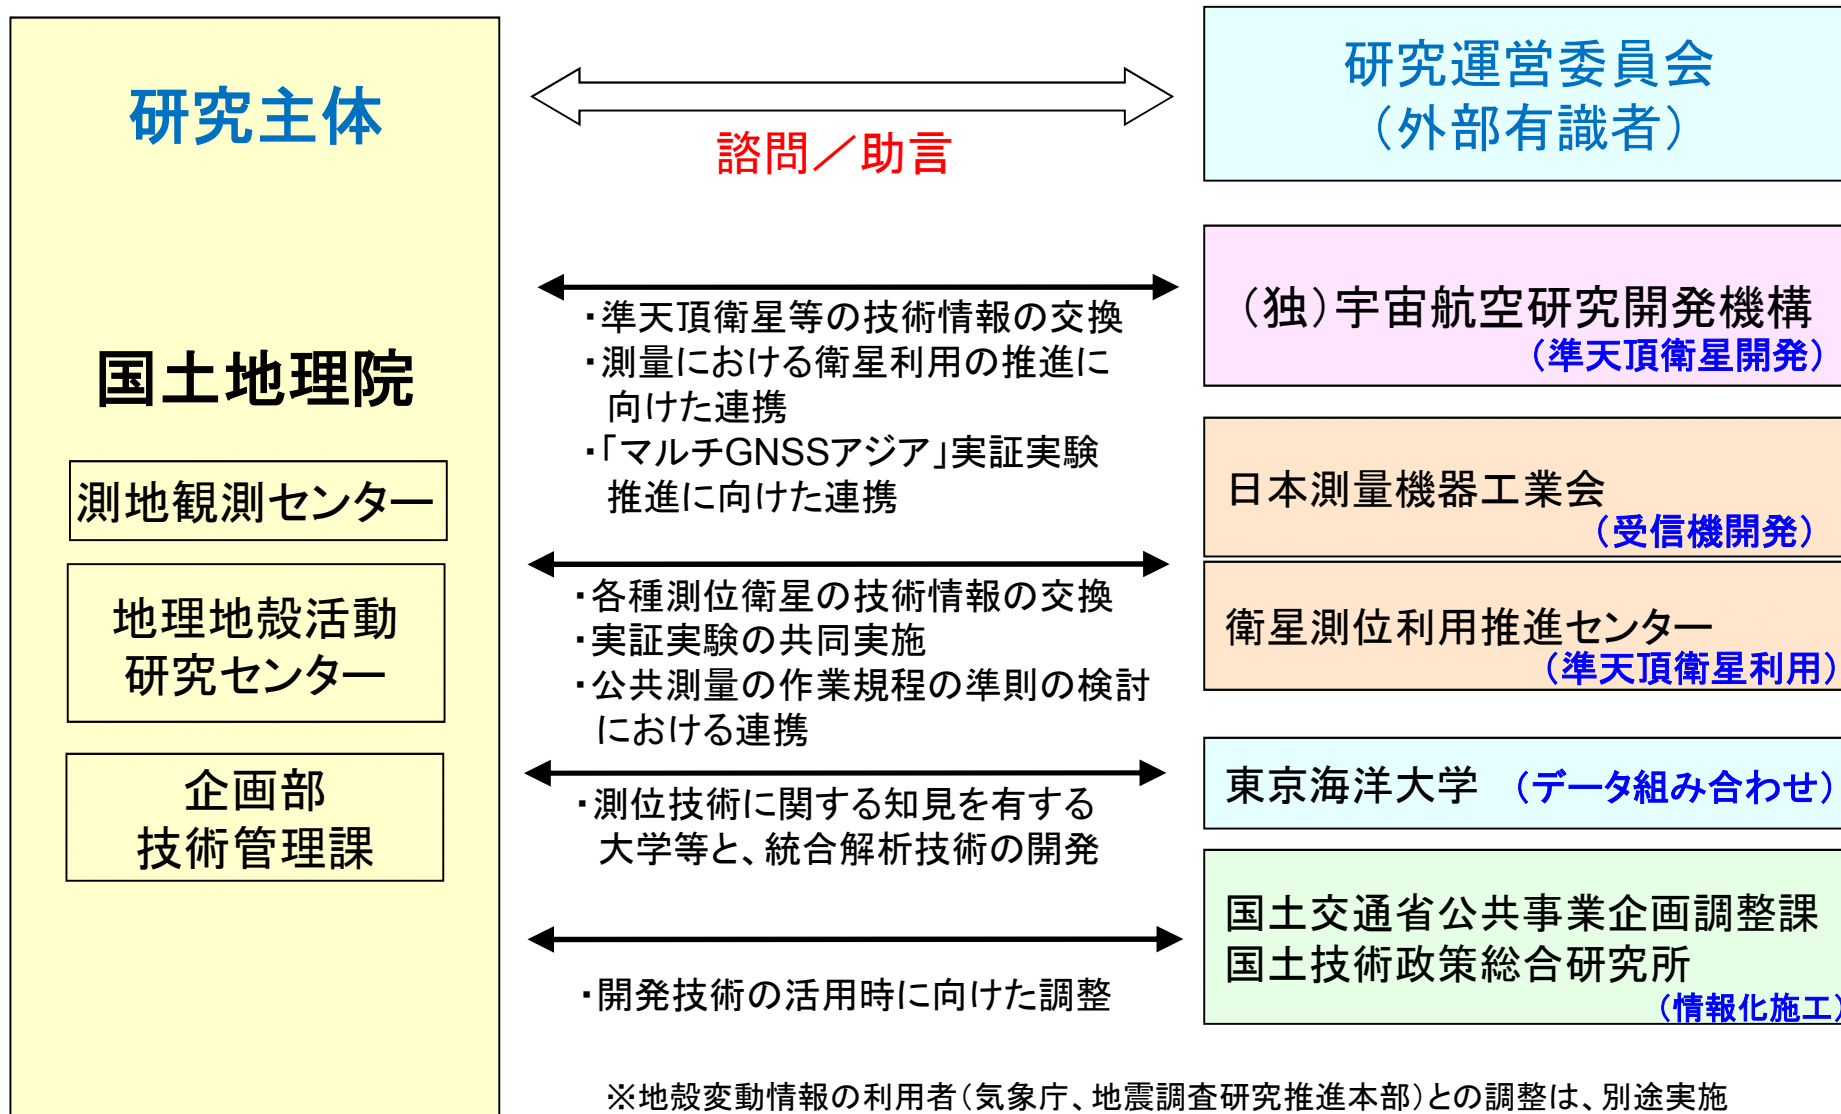 研究主体
国土地理院
測地観測センター
地理地殻活動
研究センター
企画部
技術管理課
諮問／助言
・準天頂衛星等の技術情報の交換
・測量における衛星利用の推進に
向けた連携
・「マルチGNSSアジア」実証実験
推進に向けた連携
・各種測位衛星の技術情報の交換
・実証実験の共同実施
・公共測量の作業規程の準則の検討
における連携
・測位技術に関する知見を有する
大学等と、統合解析技術の開発
・開発技術の活用時に向けた調整
研究運営委員会
（外部有識者）
（独）宇宙航空研究開発機構
（準天頂衛星開発）
日本測量機器工業会
（受信機開発）
衛星測位利用推進センター
（準天頂衛星利用）
東京海洋大学 （データ組み合わせ）
国土交通省公共事業企画調整課
国土技術政策総合研究所
（情報化施工）
※地殻変動情報の利用者（気象庁、地震調査研究推進本部）との調整は、別途実施